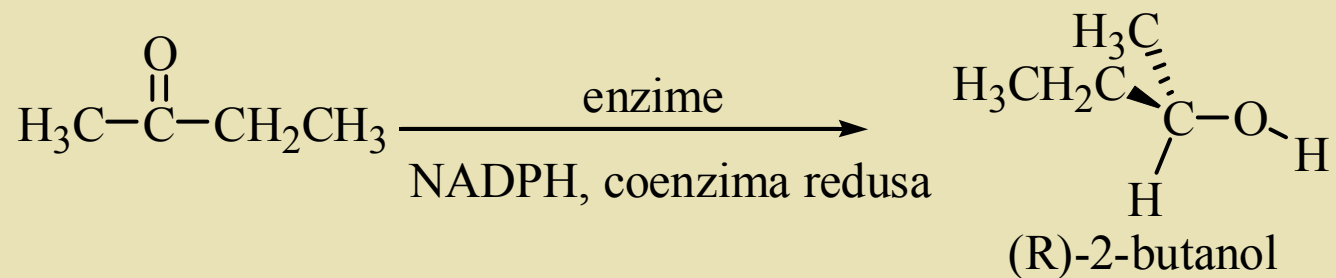 O
H₃C—C—CH₂CH₃
enzime
NADPH, coenzima redusa
H₃C
H₃CH₂C
C—O
H
H
(R)-2-butanol